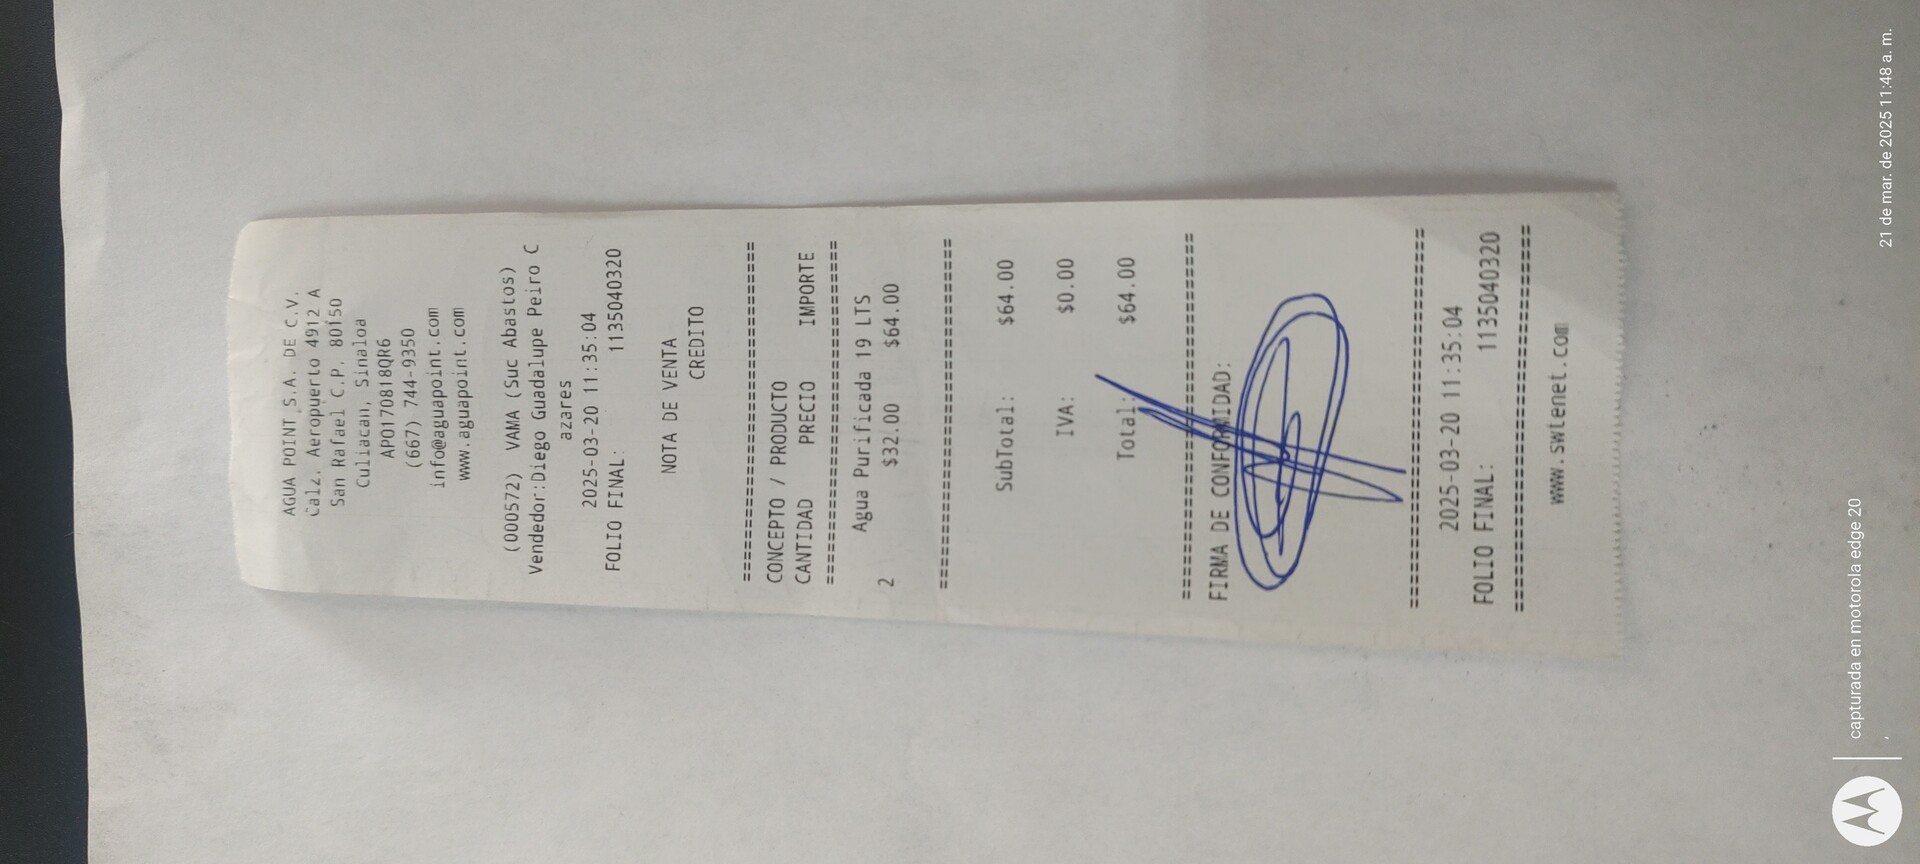 AGUA POINT S.A. DE C.V.
Calz. Aeropuerto 4912 A
San Rafael C.P. 80150
Culiacan, Sinaloa
APO170818QR6
(667) 744-9350
info@aguapoint.com
www.aguapoint.com
(000572) VAMA (Suc Abastos)
Vendedor:Diego Guadalupe Peiro C
azares
2025-03-20 11:35:04
FOLIO FINAL: 1135040320
NOTA DE VENTA
CREDITO
================================
CONCEPTO / PRODUCTO
CANTIDAD PRECIO IMPORTE
================================
Agua Purificada 19 LTS
2 $32.00 $64.00
================================
SubTotal: $64.00
IVA: $0.00
Total: $64.00
================================
FIRMA DE CONFORMIDAD:
================================
2025-03-20 11:35:04
FOLIO FINAL: 1135040320
================================
www.swtenet.com
capturada en motorola edge 20
,
21 de mar. de 2025 11:48 a. m.